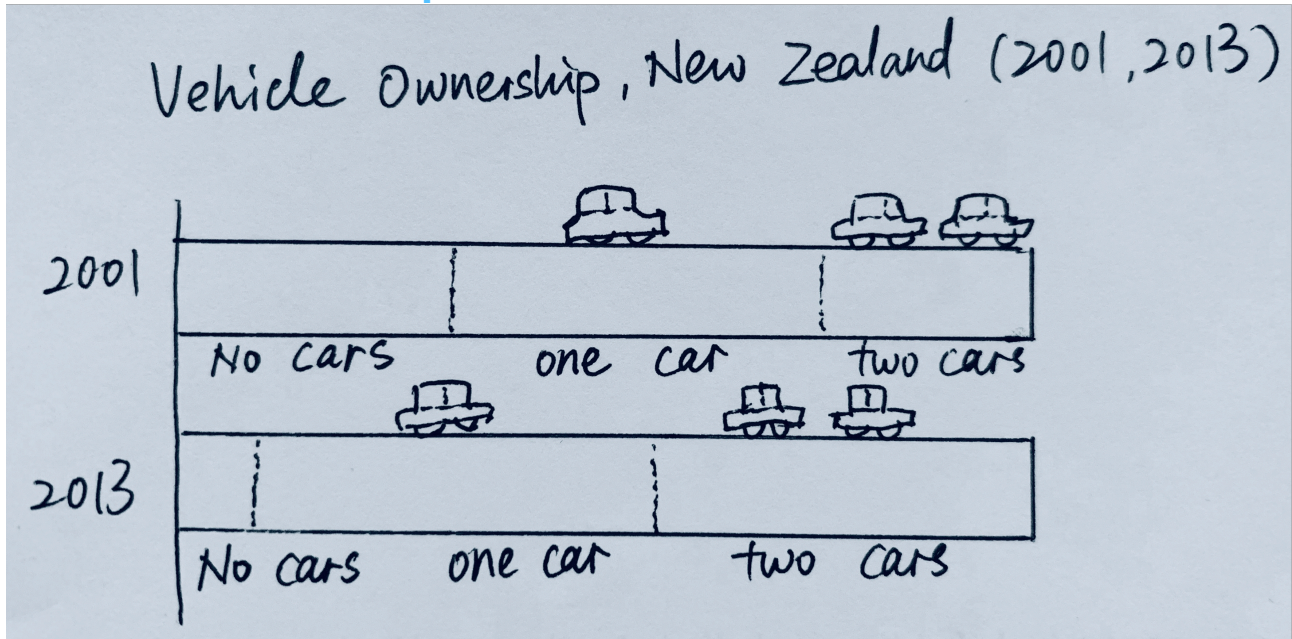 Vehicle Ownership, New Zealand (2001, 2013)
2001
No cars one car two cars
2013
No cars one car two cars